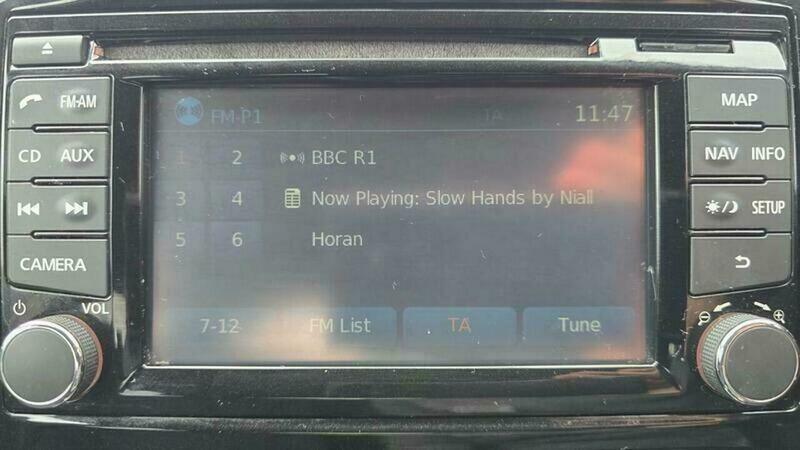 FM-AM
CD AUX
CAMERA
VOL
FM-P1 TA 11:47
1 2 BBC R1
3 4 Now Playing: Slow Hands by Niall
5 6 Horan
7-12 FM List TA Tune
MAP
NAV INFO
SETUP